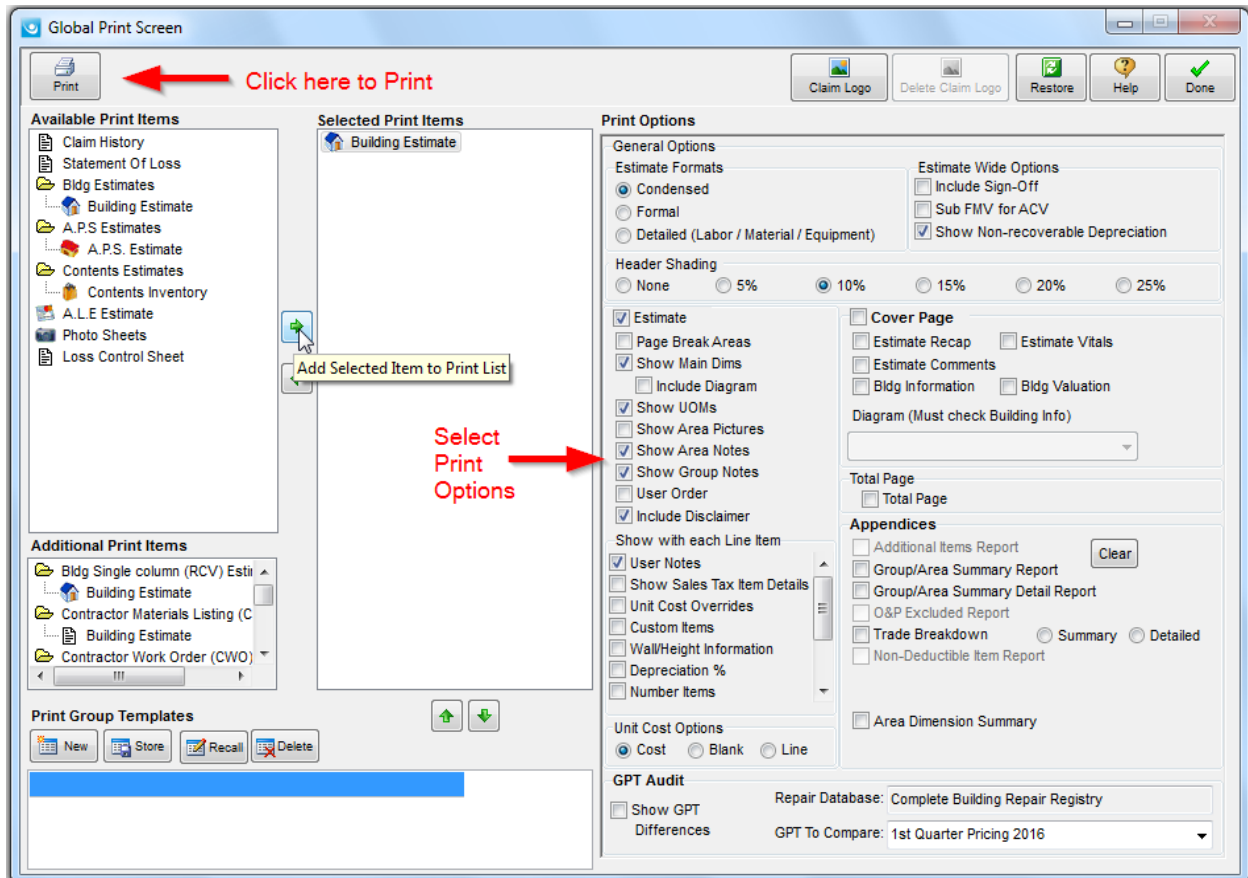 Global Print Screen
Print
Click here to Print
Claim Logo
Delete Claim Logo
Restore
Help
Done
Available Print Items
Claim History
Statement Of Loss
Bldg Estimates
Building Estimate
A.P.S Estimates
A.P.S. Estimate
Contents Estimates
Contents Inventory
A.L.E Estimate
Photo Sheets
Loss Control Sheet
Selected Print Items
Building Estimate
Add Selected Item to Print List
Select
Print
Options
Additional Print Items
Bldg Single column (RCV) Esti
Building Estimate
Contractor Materials Listing (C
Building Estimate
Contractor Work Order (CWO)
Print Group Templates
New
Store
Recall
Delete
Print Options
General Options
Estimate Formats
Condensed
Formal
Detailed (Labor / Material / Equipment)
Estimate Wide Options
Include Sign-Off
Sub FMV for ACV
Show Non-recoverable Depreciation
Header Shading
None 5% 10% 15% 20% 25%
Estimate
Page Break Areas
Show Main Dims
Include Diagram
Show UOMs
Show Area Pictures
Show Area Notes
Show Group Notes
User Order
Include Disclaimer
Show with each Line Item
User Notes
Show Sales Tax Item Details
Unit Cost Overrides
Custom Items
Wall/Height Information
Depreciation %
Number Items
Unit Cost Options
Cost Blank Line
Cover Page
Estimate Recap Estimate Vitals
Estimate Comments
Bldg Information Bldg Valuation
Diagram (Must check Building Info)
Total Page
Total Page
Appendices
Additional Items Report
Clear
Group/Area Summary Report
Group/Area Summary Detail Report
O&P Excluded Report
Trade Breakdown Summary Detailed
Non-Deductible Item Report
Area Dimension Summary
GPT Audit
Show GPT
Differences
Repair Database: Complete Building Repair Registry
GPT To Compare: 1st Quarter Pricing 2016